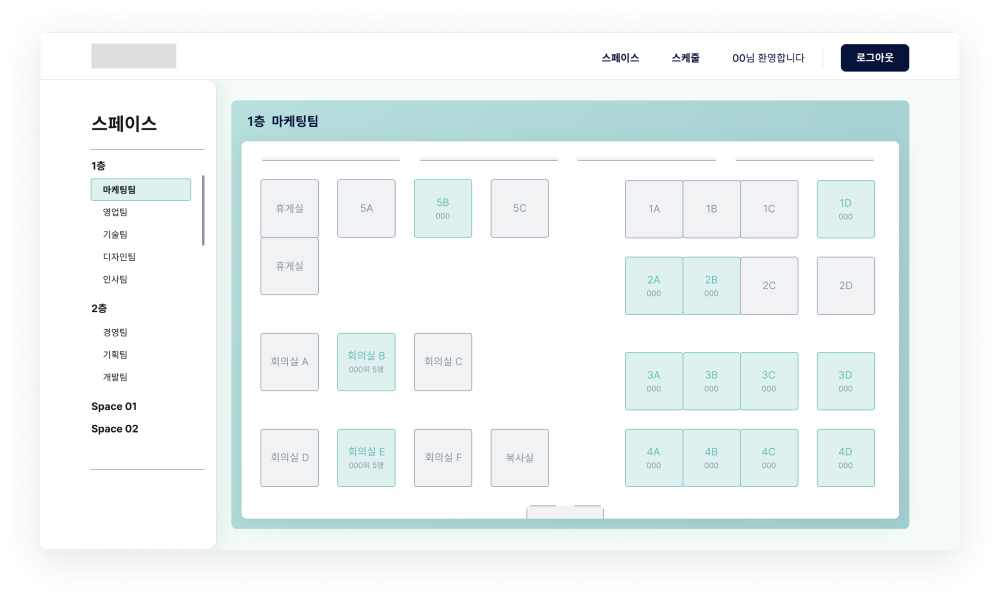 스페이스
스케줄
00님 환영합니다
로그아웃
스페이스
1층
마케팅팀
영업팀
기술팀
디자인팀
인사팀
2층
경영팀
기획팀
개발팀
Space 01
Space 02
1층 마케팅팀
휴게실
5A
5B
000
5C
1A
1B
1C
1D
000
휴게실
2A
000
2B
000
2C
2D
회의실 A
회의실 B
000외 5명
회의실 C
3A
000
3B
000
3C
000
3D
000
회의실 D
회의실 E
000외 5명
회의실 F
복사실
4A
000
4B
000
4C
000
4D
000